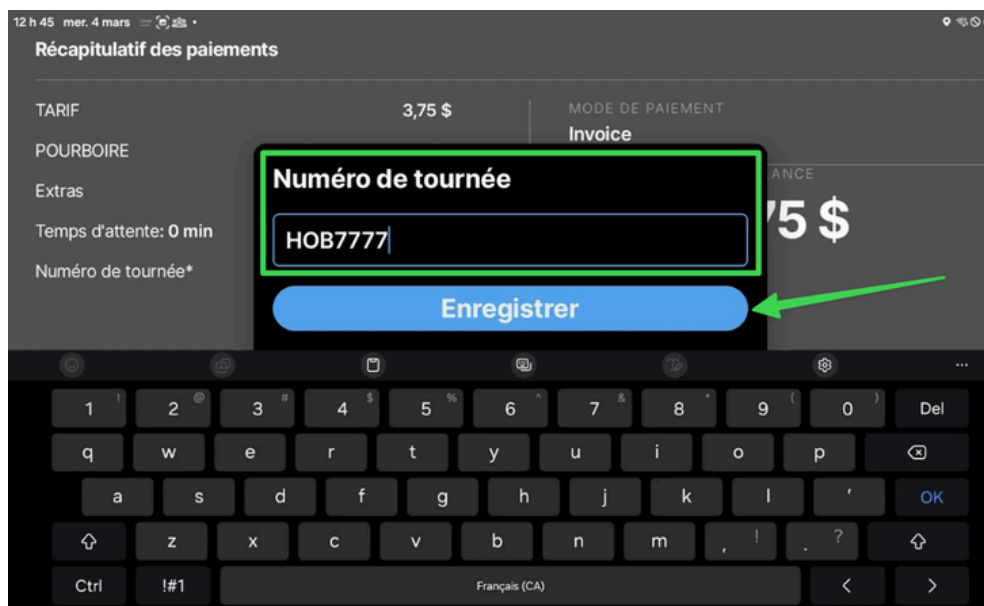 12 h 45 mer. 4 mars
Récapitulatif des paiements
TARIF 3,75 $
POURBOIRE
Extras
Temps d'attente: 0 min
Numéro de tournée*
MODE DE PAIEMENT
Invoice
ANCE
75 $
Numéro de tournée
HOB7777
Enregistrer
1 ! 2 @ 3 # 4 $ 5 % 6 ^ 7 & 8 * 9 ( 0 ) Del
q w e r t y u i o p
a s d f g h j k l ' OK
z x c v b n m , ! . ?
Ctrl !#1 Français (CA) < >